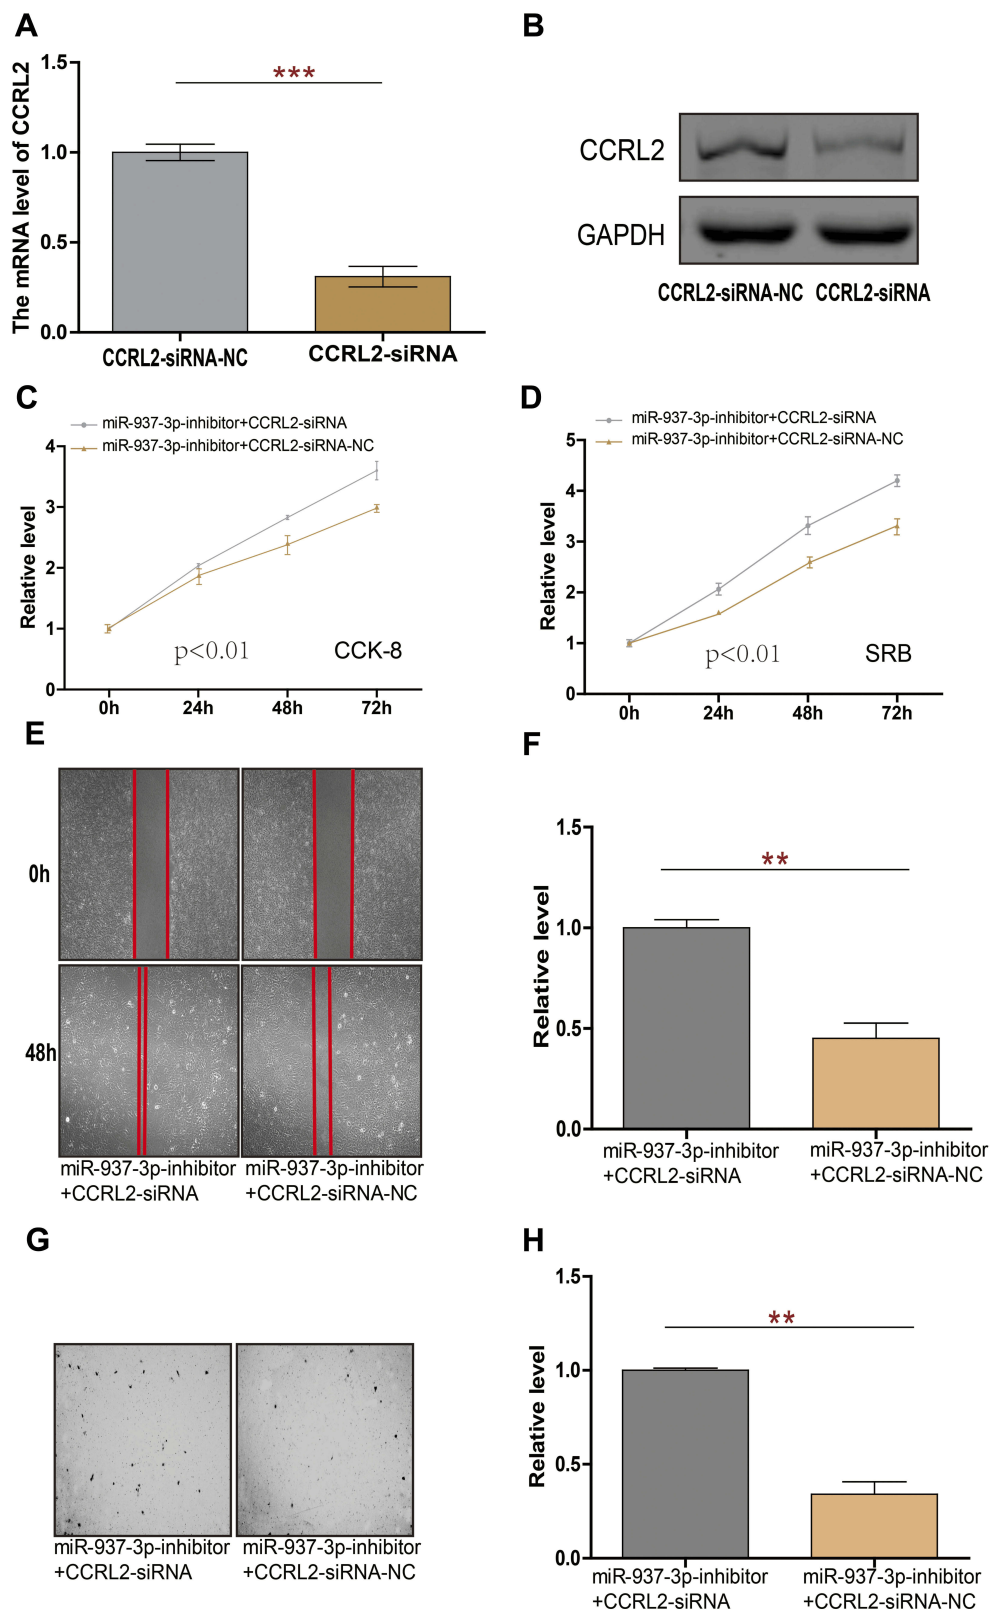 A
The mRNA level of CCRL2
1.5
1.0
0.5
0.0
***
CCRL2-siRNA-NC
CCRL2-siRNA
B
CCRL2
GAPDH
CCRL2-siRNA-NC
CCRL2-siRNA
C
miR-937-3p-inhibitor+CCRL2-siRNA
miR-937-3p-inhibitor+CCRL2-siRNA-NC
Relative level
4
3
2
1
0
p<0.01
CCK-8
0h
24h
48h
72h
D
miR-937-3p-inhibitor+CCRL2-siRNA
miR-937-3p-inhibitor+CCRL2-siRNA-NC
Relative level
5
4
3
2
1
0
p<0.01
SRB
0h
24h
48h
72h
E
0h
48h
miR-937-3p-inhibitor
+CCRL2-siRNA
miR-937-3p-inhibitor
+CCRL2-siRNA-NC
F
Relative level
1.5
1.0
0.5
0.0
**
miR-937-3p-inhibitor
+CCRL2-siRNA
miR-937-3p-inhibitor
+CCRL2-siRNA-NC
G
miR-937-3p-inhibitor
+CCRL2-siRNA
miR-937-3p-inhibitor
+CCRL2-siRNA-NC
H
Relative level
1.5
1.0
0.5
0.0
**
miR-937-3p-inhibitor
+CCRL2-siRNA
miR-937-3p-inhibitor
+CCRL2-siRNA-NC